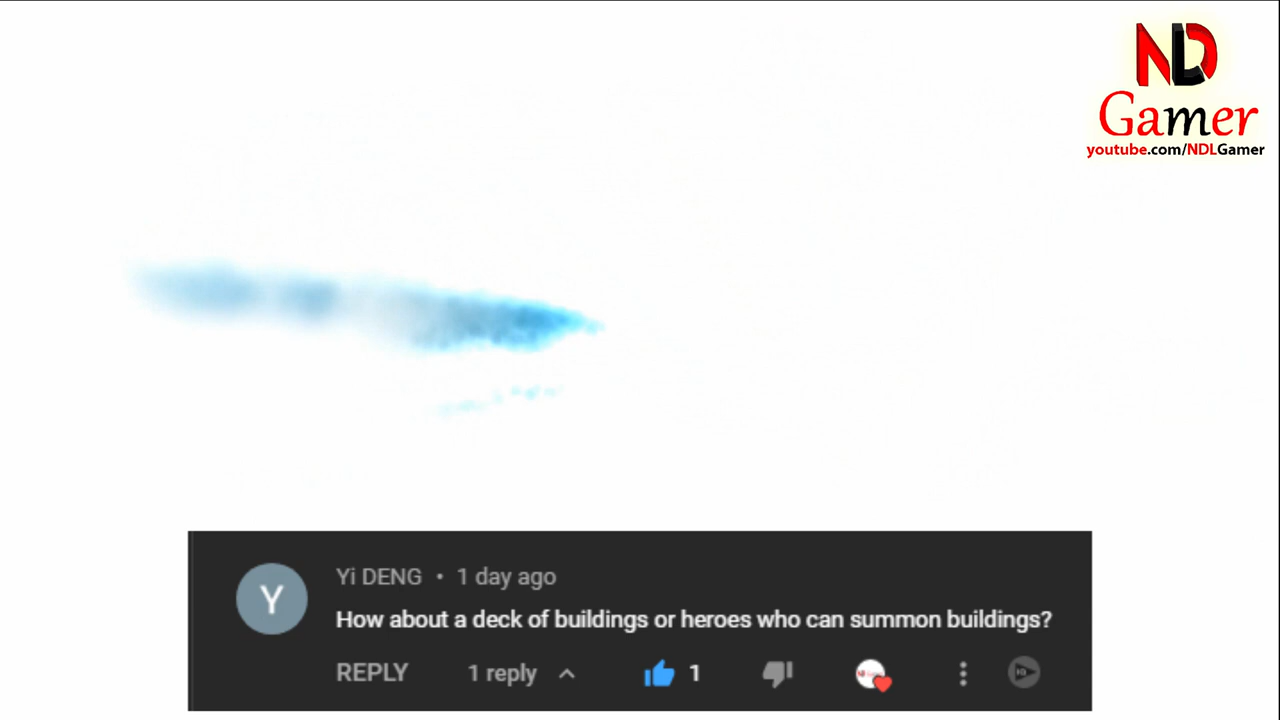 NLD
Gamer
youtube.com/NDLGamer
Yi DENG • 1 day ago
Y
How about a deck of buildings or heroes who can summon buildings?
REPLY 1 reply 1